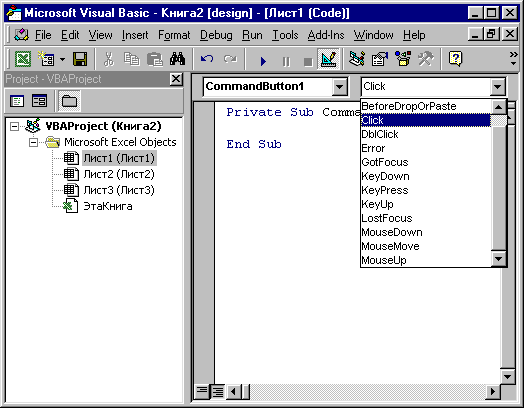 Microsoft Visual Basic - Книга2 [design] - [Лист1 (Code)]
File Edit View Insert Format Debug Run Tools Add-Ins Window Help
Project - VBAProject
VBAProject (Книга2)
Microsoft Excel Objects
Лист1 (Лист1)
Лист2 (Лист2)
Лист3 (Лист3)
ЭтаКнига
CommandButton1
Click
Private Sub Comma
End Sub
BeforeDropOrPaste
Click
DblClick
Error
GotFocus
KeyDown
KeyPress
KeyUp
LostFocus
MouseDown
MouseMove
MouseUp